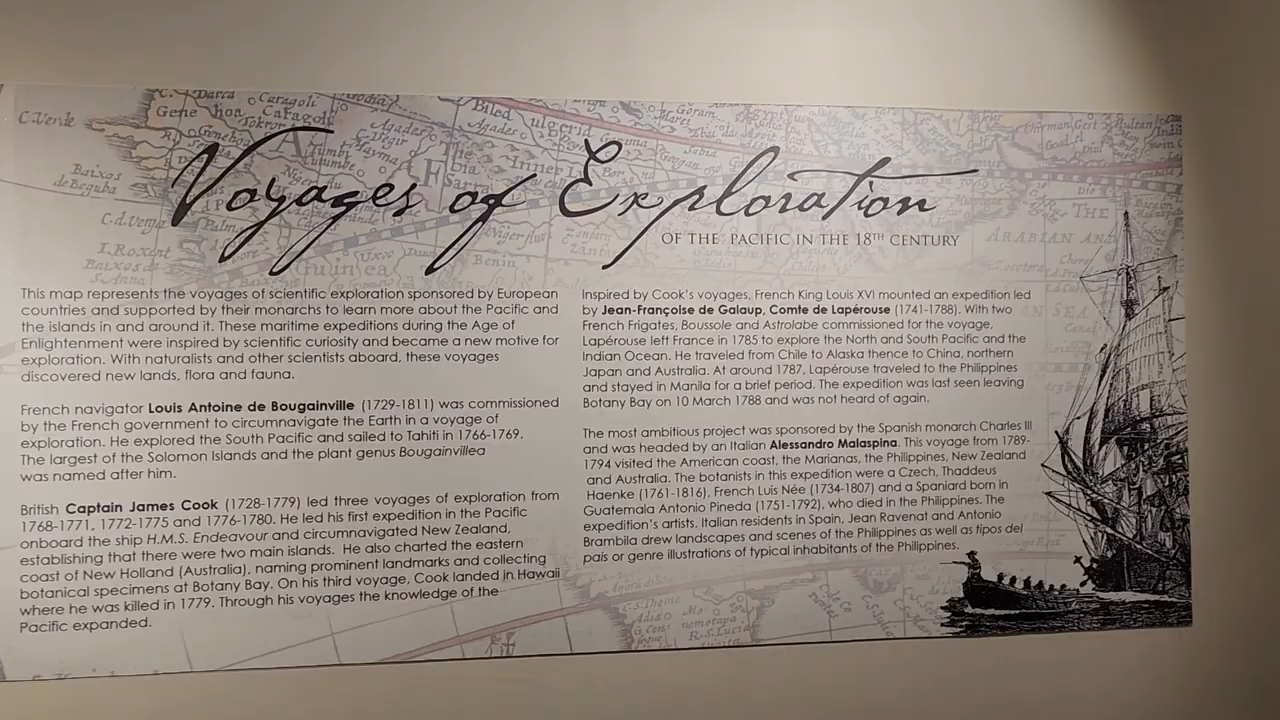 Voyages of Exploration
OF THE PACIFIC IN THE 18TH CENTURY
This map represents the voyages of scientific exploration sponsored by European
countries and supported by their monarchs to learn more about the Pacific and
the islands in and around it. These maritime expeditions during the Age of
Enlightenment were inspired by scientific curiosity and became a new motive for
exploration. With naturalists and other scientists aboard, these voyages
discovered new lands, flora and fauna.
French navigator Louis Antoine de Bougainville (1729-1811) was commissioned
by the French government to circumnavigate the Earth in a voyage of
exploration. He explored the South Pacific and sailed to Tahiti in 1766-1769.
The largest of the Solomon Islands and the plant genus Bougainvillea
was named after him.
British Captain James Cook (1728-1779) led three voyages of exploration from
1768-1771, 1772-1775 and 1776-1780. He led his first expedition in the Pacific
onboard the ship H.M.S. Endeavour and circumnavigated New Zealand,
establishing that there were two main islands. He also charted the eastern
coast of New Holland (Australia), naming prominent landmarks and collecting
botanical specimens at Botany Bay. On his third voyage, Cook landed in Hawaii
where he was killed in 1779. Through his voyages the knowledge of the
Pacific expanded.
Inspired by Cook's voyages, French King Louis XVI mounted an expedition led
by Jean-Françoise de Galaup, Comte de Lapérouse (1741-1788). With two
French Frigates, Boussole and Astrolabe commissioned for the voyage,
Lapérouse left France in 1785 to explore the North and South Pacific and the
Indian Ocean. He traveled from Chile to Alaska thence to China, northern
Japan and Australia. At around 1787, Lapérouse traveled to the Philippines
and stayed in Manila for a brief period. The expedition was last seen leaving
Botany Bay on 10 March 1788 and was not heard of again.
The most ambitious project was sponsored by the Spanish monarch Charles III
and was headed by an Italian Alessandro Malaspina. This voyage from 1789-
1794 visited the American coast, the Marianas, the Philippines, New Zealand
and Australia. The botanists in this expedition were a Czech, Thaddeus
Haenke (1761-1816), French Luis Née (1734-1807) and a Spaniard born in
Guatemala Antonio Pineda (1751-1792), who died in the Philippines. The
expedition's artists, Italian residents in Spain, Jean Ravenat and Antonio
Brambila drew landscapes and scenes of the Philippines as well as tipos del
pais or genre illustrations of typical inhabitants of the Philippines.
C. Verde
Baixos
de Beguba
C.d. Verga
I. Roxant
Guinea
Benin
Biled ulgerid
Agades
ARABIAN AND
THE